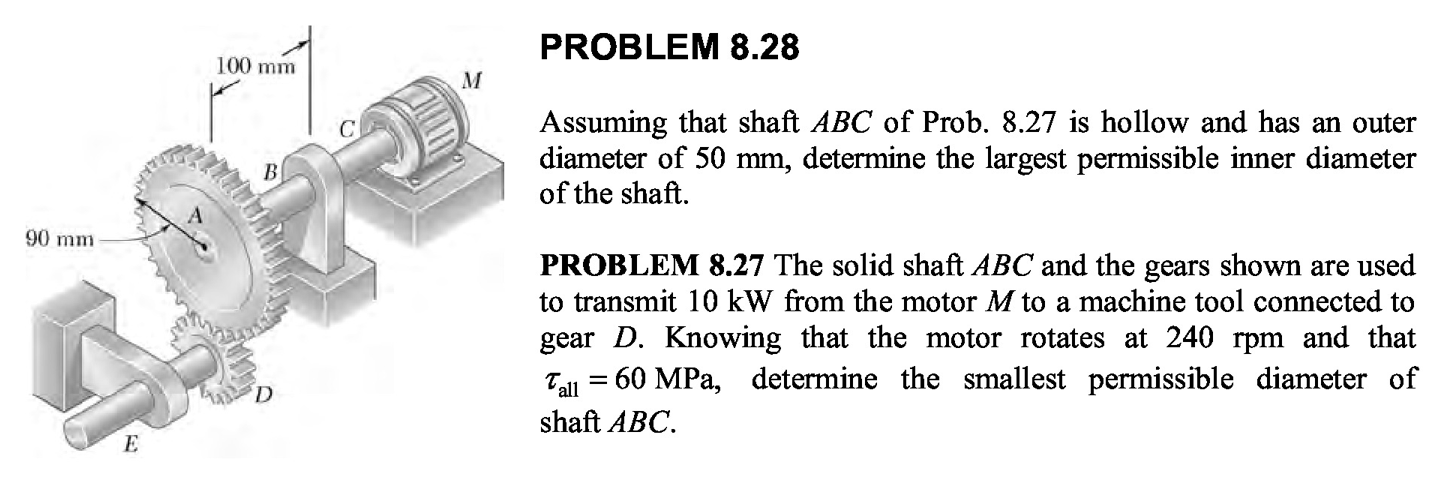 PROBLEM 8.28
100 mm
M
C
Assuming that shaft ABC of Prob. 8.27 is hollow and has an outer
diameter of 50 mm, determine the largest permissible inner diameter
of the shaft.
B
A
90 mm
PROBLEM 8.27 The solid shaft ABC and the gears shown are used
to transmit 10 kW from the motor M to a machine tool connected to
gear D. Knowing that the motor rotates at 240 rpm and that
τall = 60 MPa, determine the smallest permissible diameter of
shaft ABC.
D
E